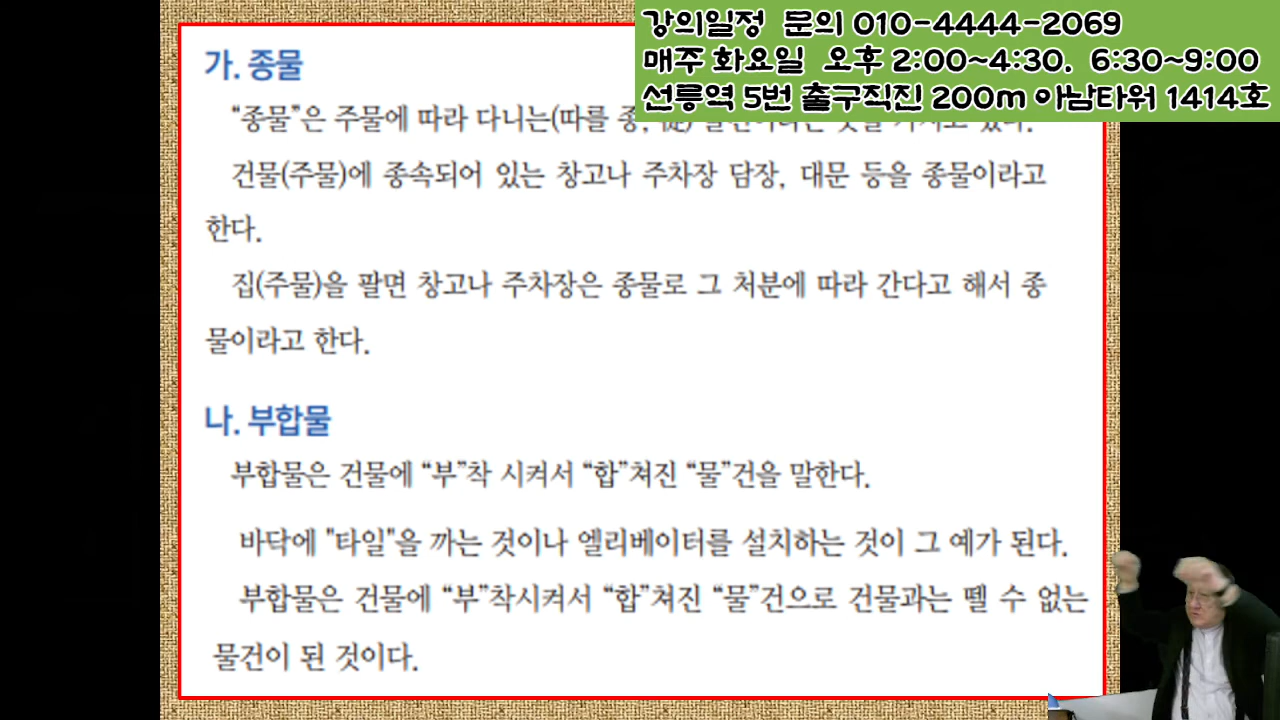 강의일정 문의 010-4444-2069
매주 화요일 오후 2:00~4:30. 6:30~9:00
선릉역 5번 출구직진 200m 아남타워 1414호
가. 종물
“종물”은 주물에 따라 다니는(따를 종,
건물(주물)에 종속되어 있는 창고나 주차장 담장, 대문 등을 종물이라고
한다.
집(주물)을 팔면 창고나 주차장은 종물로 그 처분에 따라 간다고 해서 종
물이라고 한다.
나. 부합물
부합물은 건물에 “부”착 시켜서 “합”쳐진 “물”건을 말한다.
바닥에 "타일"을 까는 것이나 엘리베이터를 설치하는 것이 그 예가 된다.
부합물은 건물에 “부”착시켜서 “합”쳐진 “물”건으로 건물과는 뗄 수 없는
물건이 된 것이다.